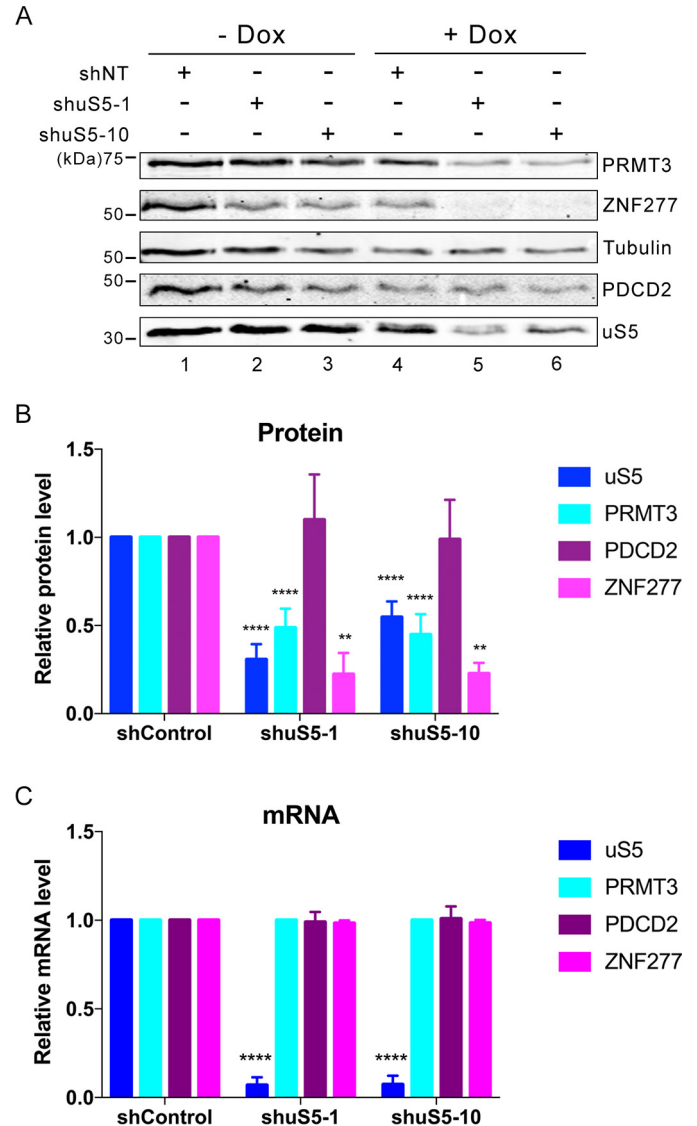 A
- Dox + Dox
shNT + - - + - -
shuS5-1 - + - - + -
shuS5-10 - - + - - +
(kDa) 75 PRMT3
50 ZNF277
50 Tubulin
50 PDCD2
30 uS5
1 2 3 4 5 6
B
Protein
Relative protein level
1.5
1.0
0.5
0.0
**** **** **
**** **** **
shControl shuS5-1 shuS5-10
uS5
PRMT3
PDCD2
ZNF277
C
mRNA
Relative mRNA level
1.5
1.0
0.5
0.0
**** ****
shControl shuS5-1 shuS5-10
uS5
PRMT3
PDCD2
ZNF277